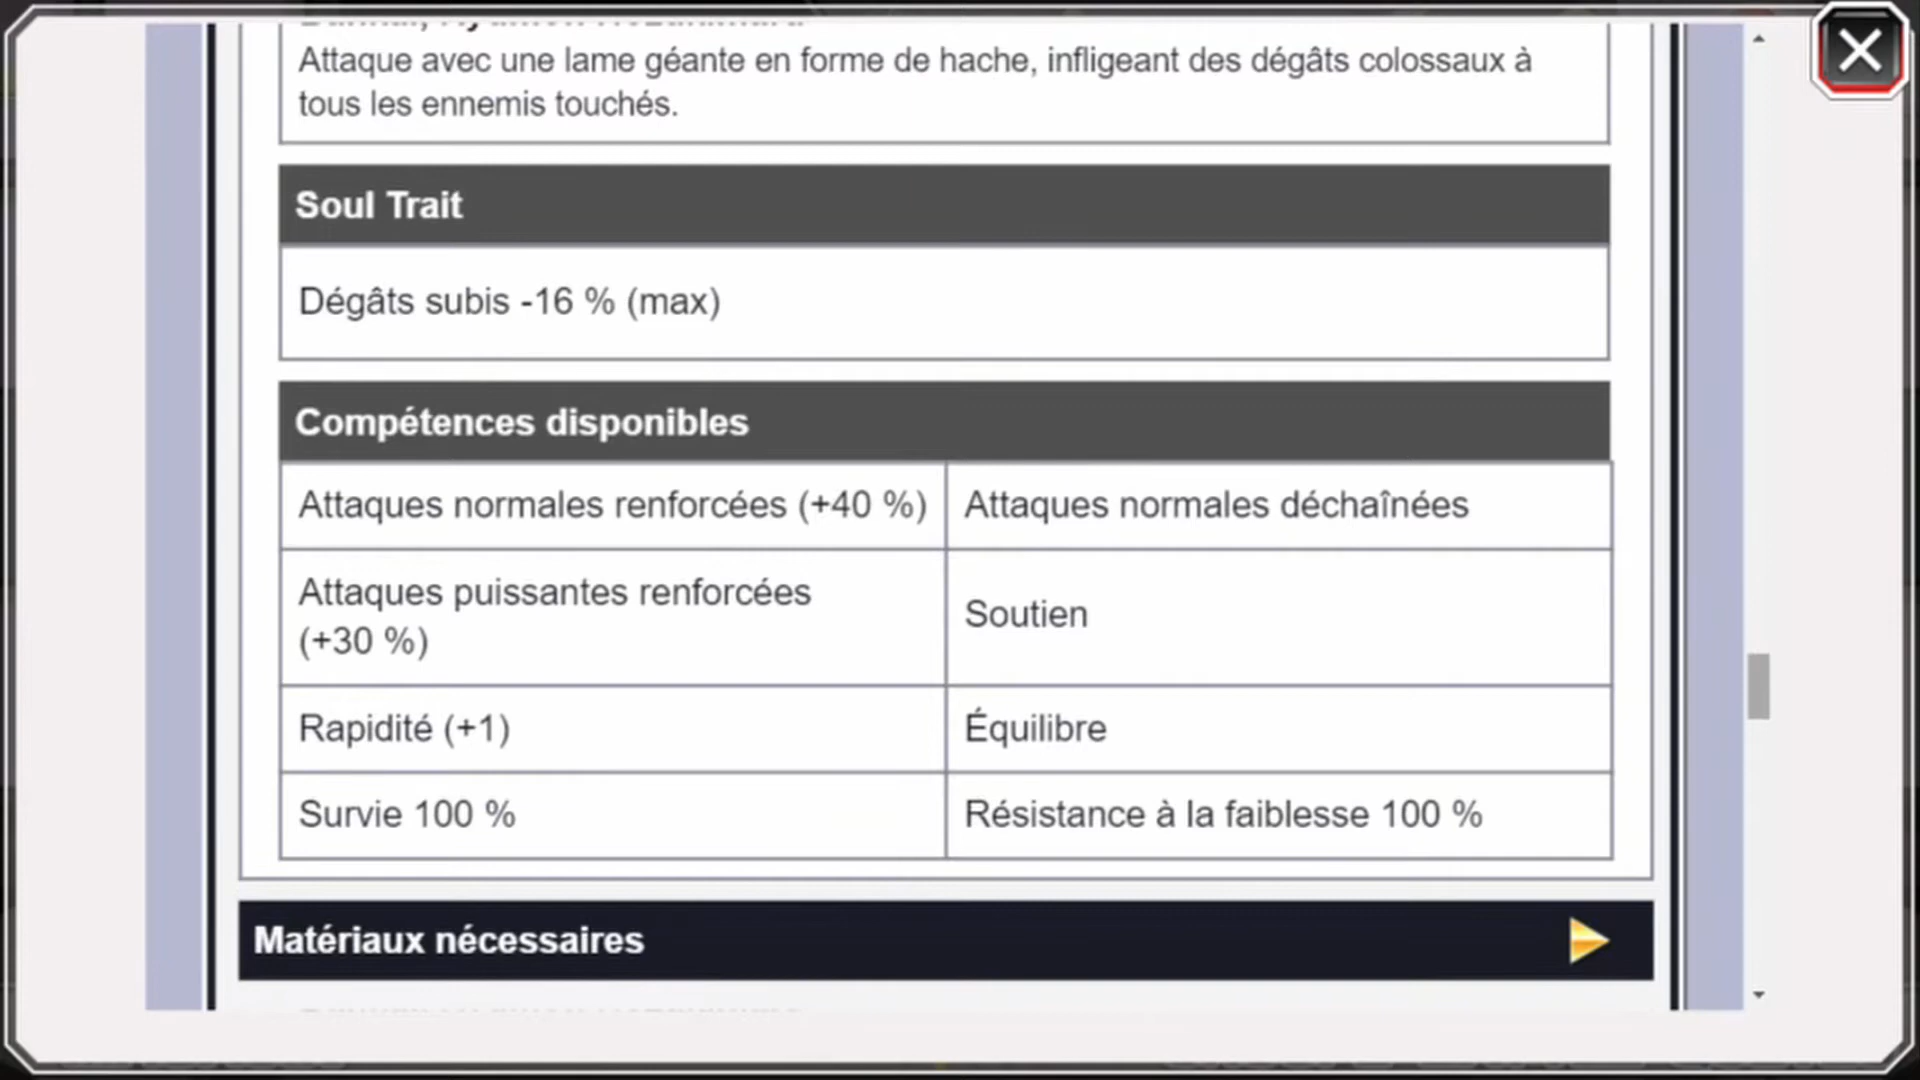 Attaque avec une lame géante en forme de hache, infligeant des dégâts colossaux à
tous les ennemis touchés.
Soul Trait
Dégâts subis -16 % (max)
Compétences disponibles
Attaques normales renforcées (+40 %)
Attaques normales déchaînées
Attaques puissantes renforcées
(+30 %)
Soutien
Rapidité (+1)
Équilibre
Survie 100 %
Résistance à la faiblesse 100 %
Matériaux nécessaires